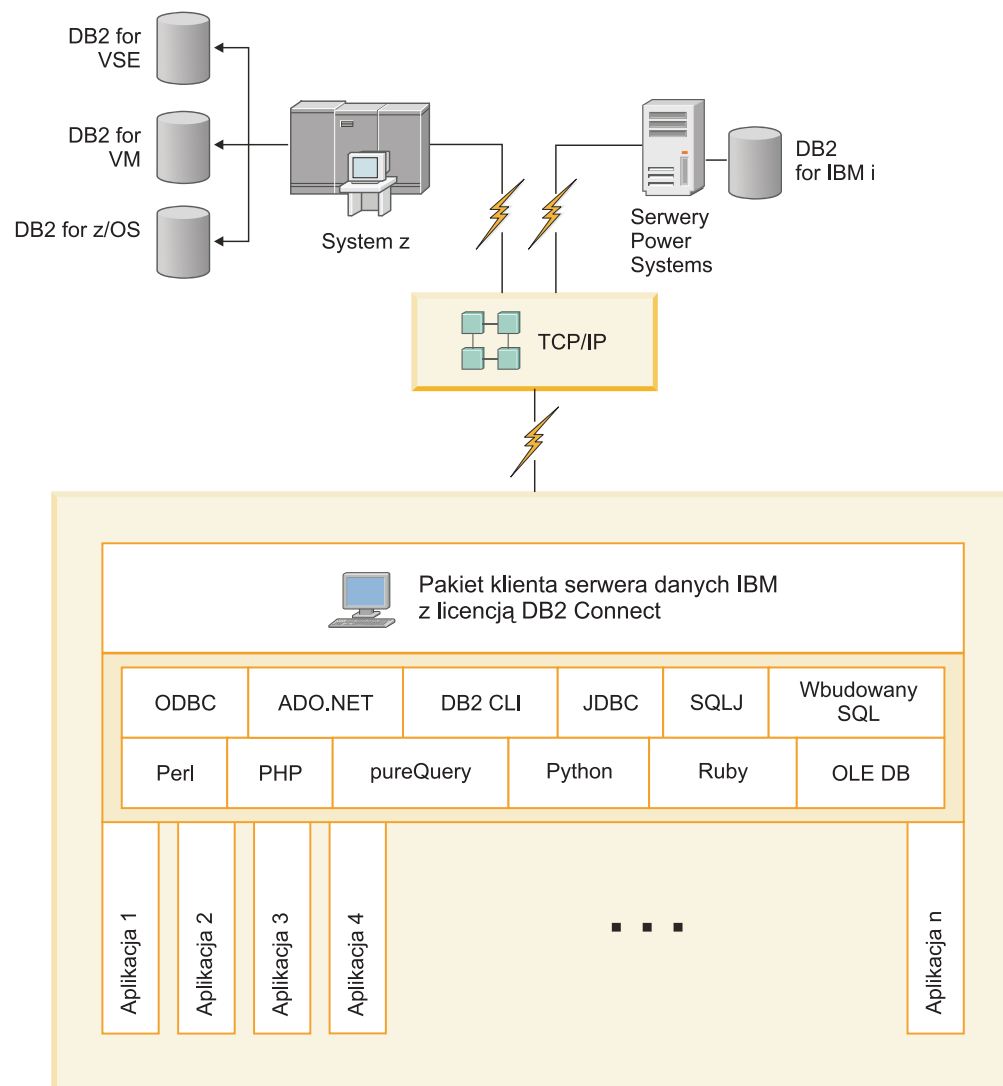 DB2 for
VSE
DB2 for
VM
DB2 for z/OS
System z
Serwery
Power
Systems
DB2
for IBM i
TCP/IP
Pakiet klienta serwera danych IBM
z licencją DB2 Connect
ODBC
ADO.NET
DB2 CLI
JDBC
SQLJ
Wbudowany
SQL
Perl
PHP
pureQuery
Python
Ruby
OLE DB
Aplikacja 1
Aplikacja 2
Aplikacja 3
Aplikacja 4
Aplikacja n